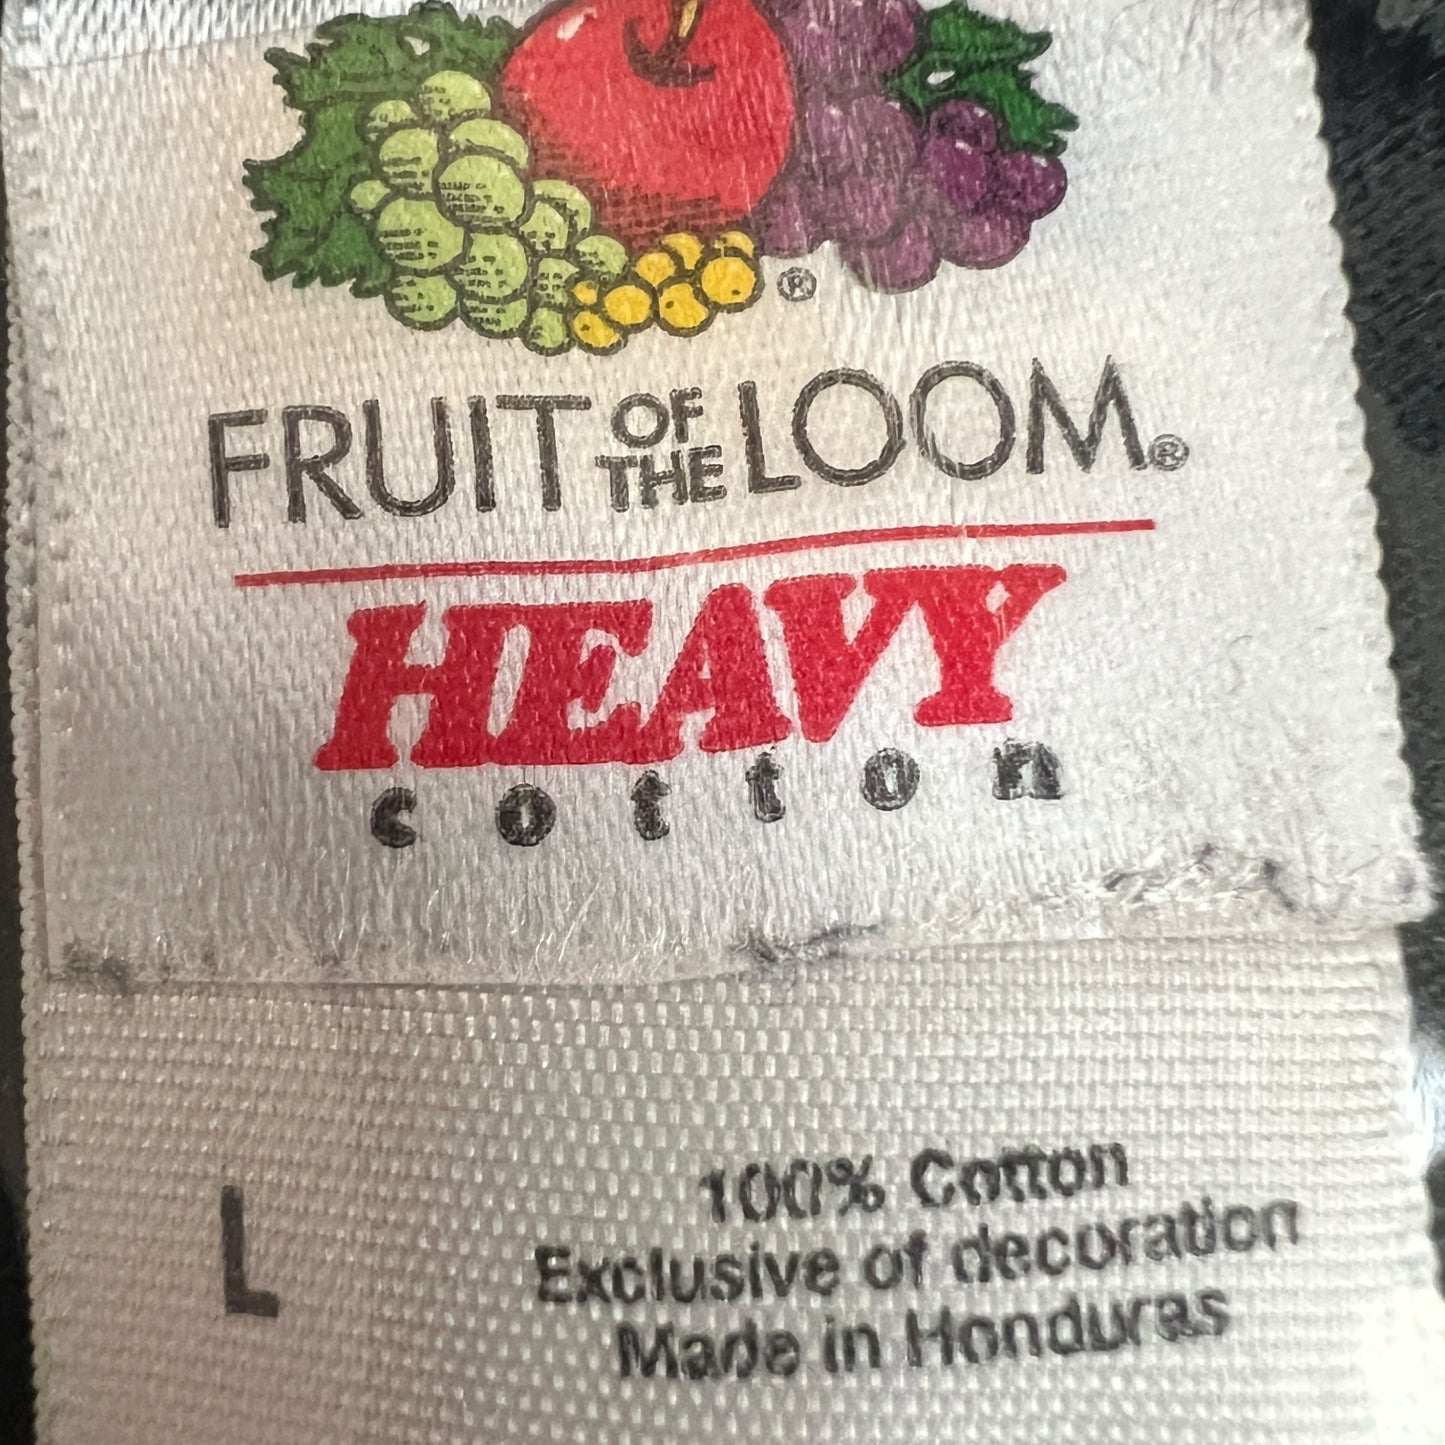 ®
FRUIT OF THE LOOM®
HEAVY
cotton
L
100% Cotton
Exclusive of decoration
Made in Honduras